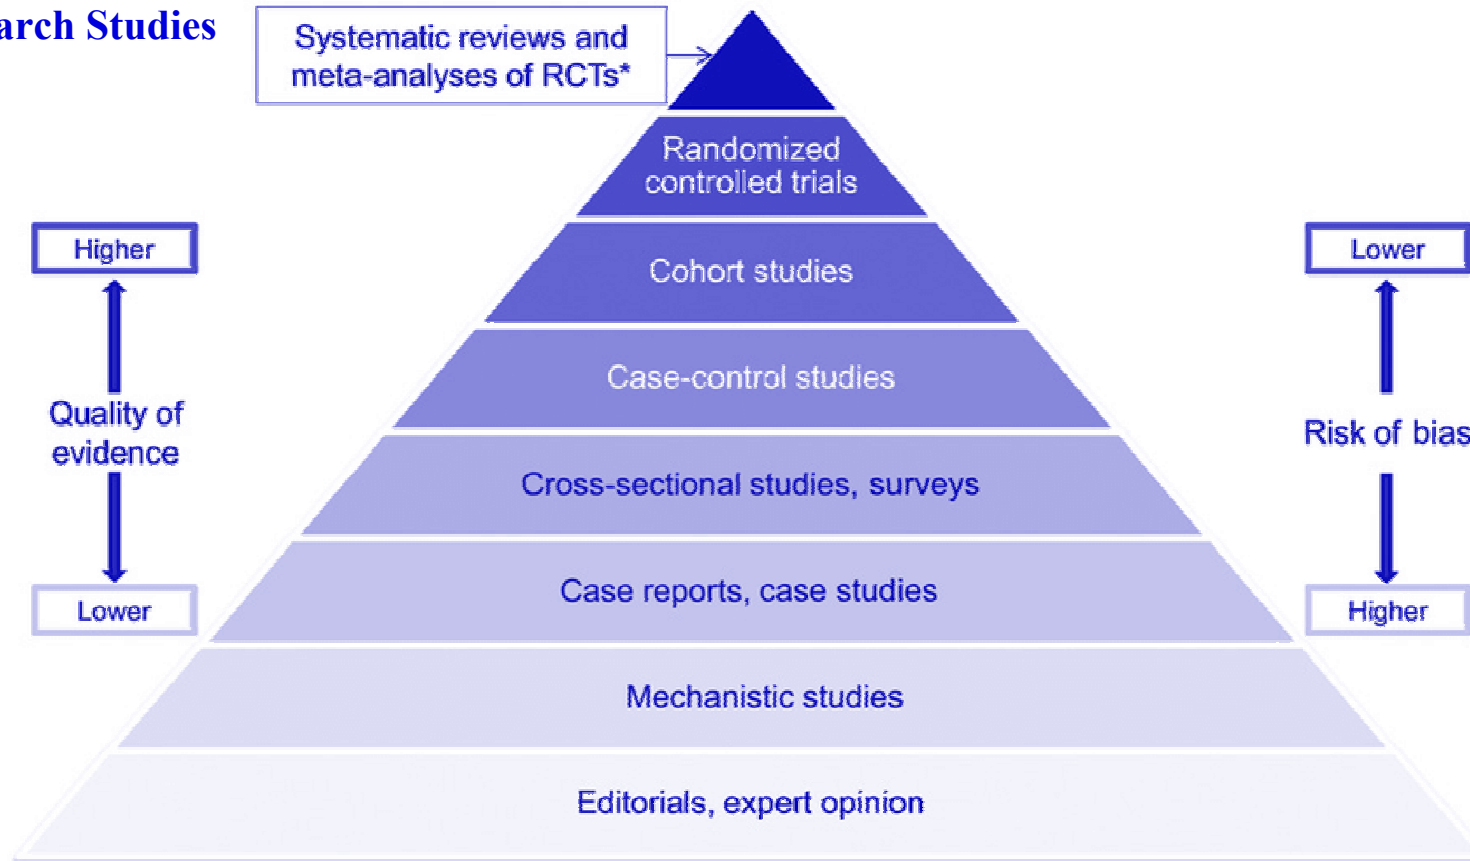 arch Studies
Systematic reviews and
meta-analyses of RCTs*
Randomized
controlled trials
Higher
Lower
Cohort studies
Case-control studies
Quality of
evidence
Risk of bias
Cross-sectional studies, surveys
Case reports, case studies
Lower
Higher
Mechanistic studies
Editorials, expert opinion